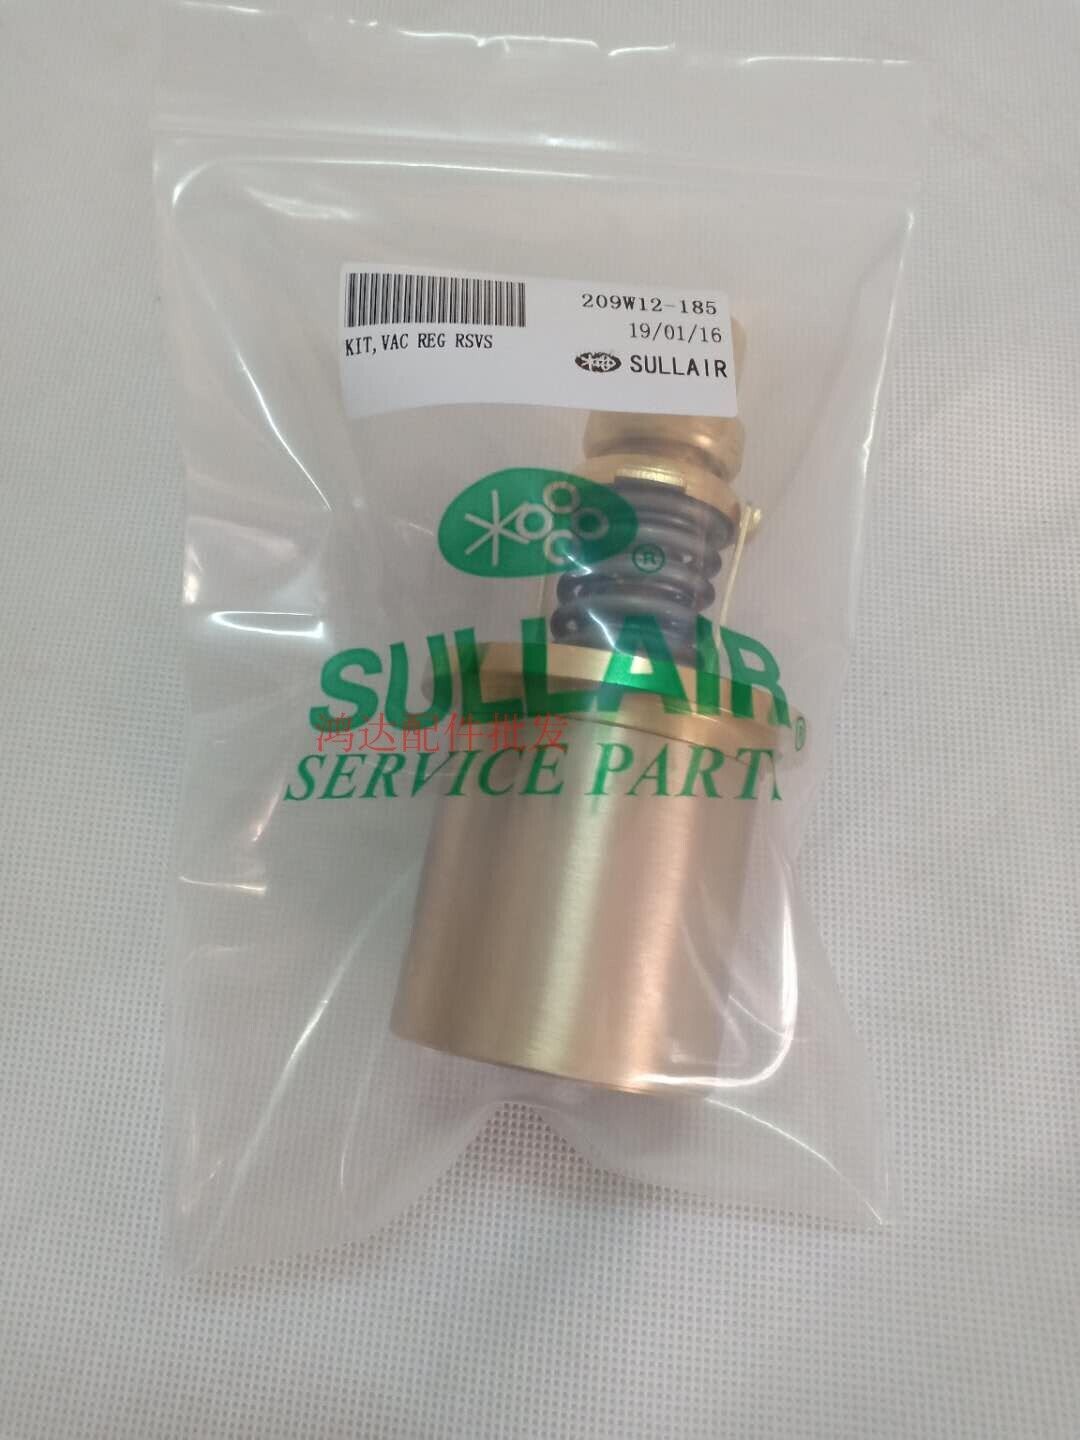 209W12-185
19/01/16
KIT,VAC REG RSVS
SULLAIR
®
SULLAIR®
鸿达配件批发
SERVICE PARTS